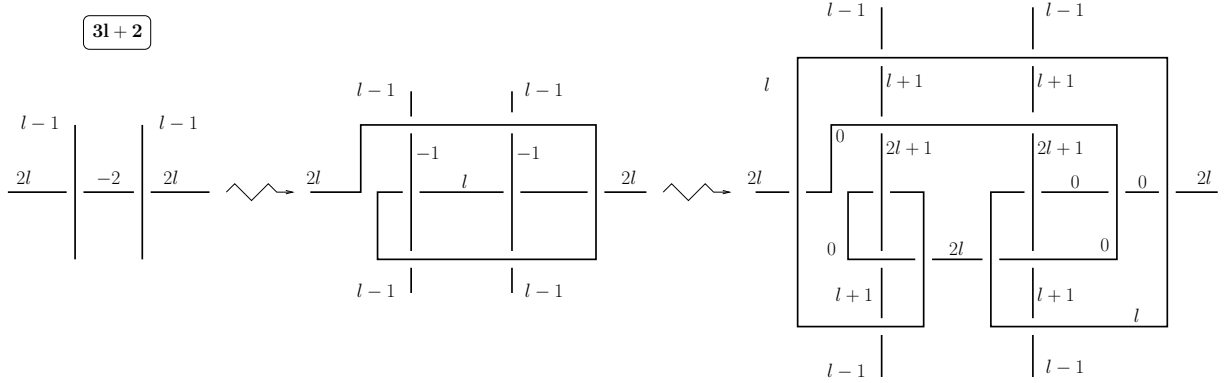 3l + 2
l − 1 l − 1
2l −2 2l
l − 1 l − 1
−1 −1
2l l 2l
l − 1 l − 1
l − 1 l − 1
l l + 1 l + 1
0 2l + 1 2l + 1
2l 0 0 2l
0 2l 0
l + 1 l + 1 l
l − 1 l − 1